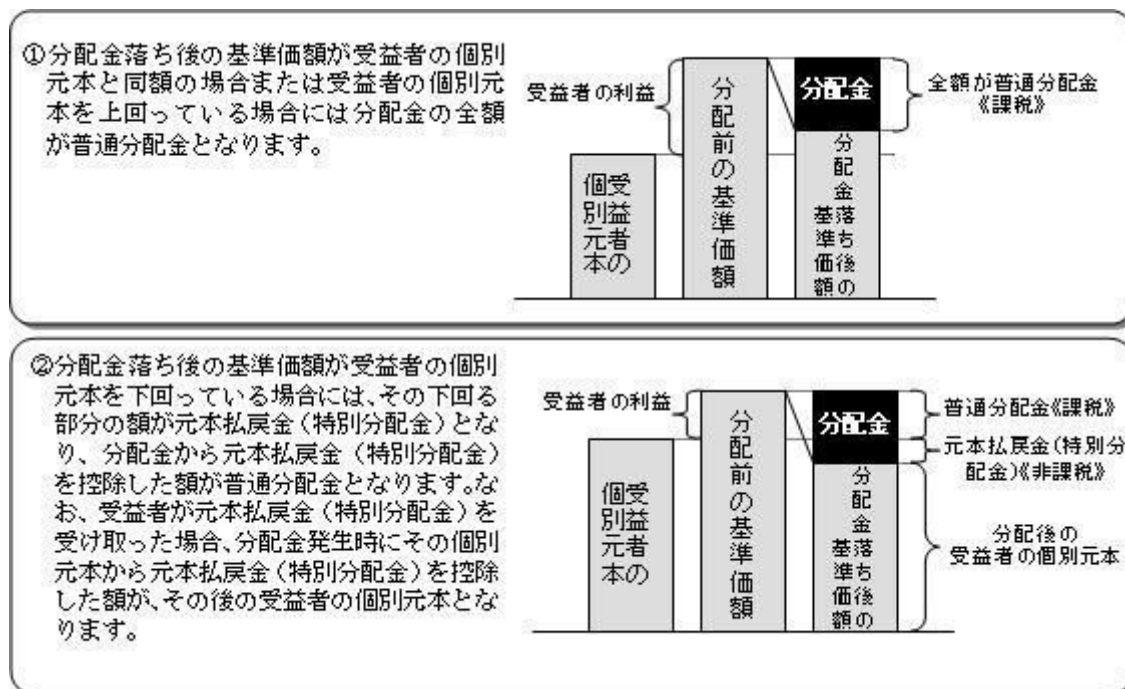 ①分配金落ち後の基準価額が受益者の個別
元本と同額の場合または受益者の個別元
本を上回っている場合には分配金の全額
が普通分配金となります。
受益者の利益
受益者の
個別元本
分配前の基準価額
分配金
分配金落ち後の
基準価額
全額が普通分配金
《課税》
②分配金落ち後の基準価額が受益者の個別
元本を下回っている場合には、その下回る
部分の額が元本払戻金(特別分配金)とな
り、分配金から元本払戻金(特別分配金)
を控除した額が普通分配金となります。な
お、受益者が元本払戻金(特別分配金)を
受け取った場合、分配金発生時にその個別
元本から元本払戻金(特別分配金)を控除
した額が、その後の受益者の個別元本とな
ります。
受益者の利益
受益者の
個別元本
分配前の基準価額
分配金
分配金落ち後の
基準価額
普通分配金《課税》
元本払戻金(特別分
配金)《非課税》
分配後の
受益者の個別元本